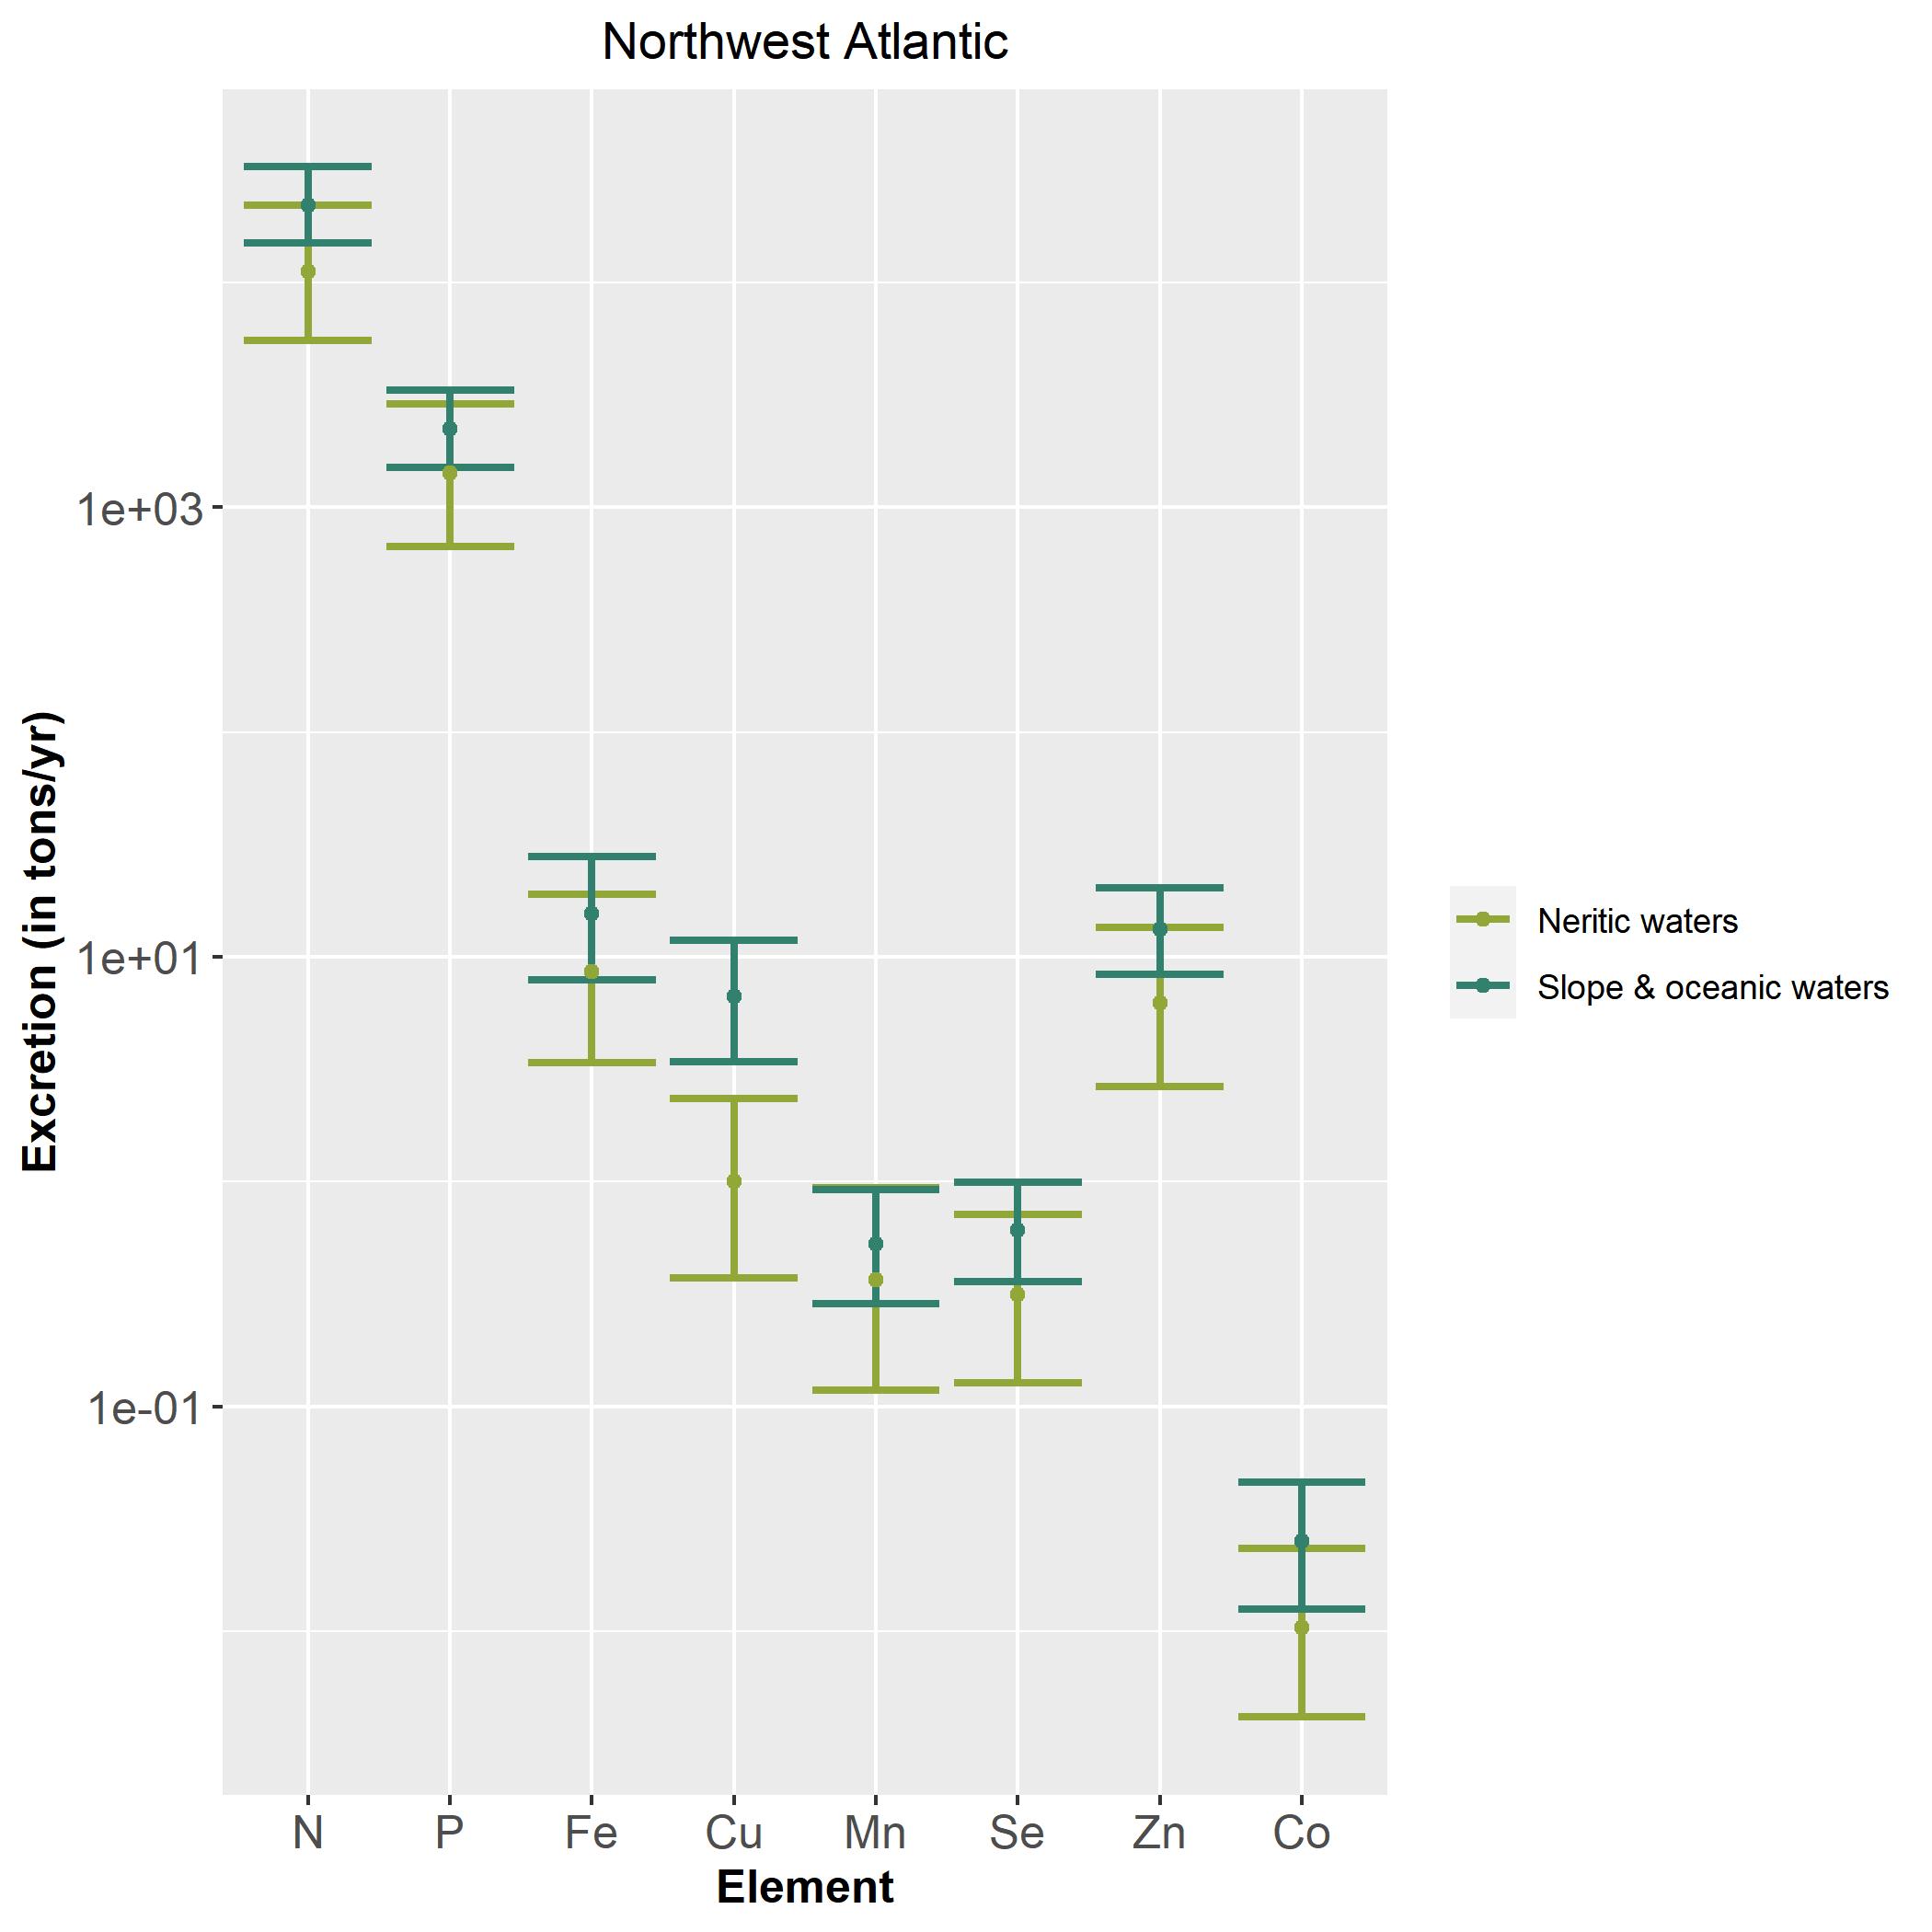 Northwest Atlantic
Excretion (in tons/yr)
1e+03
1e+01
1e-01
Neritic waters
Slope & oceanic waters
N P Fe Cu Mn Se Zn Co
Element